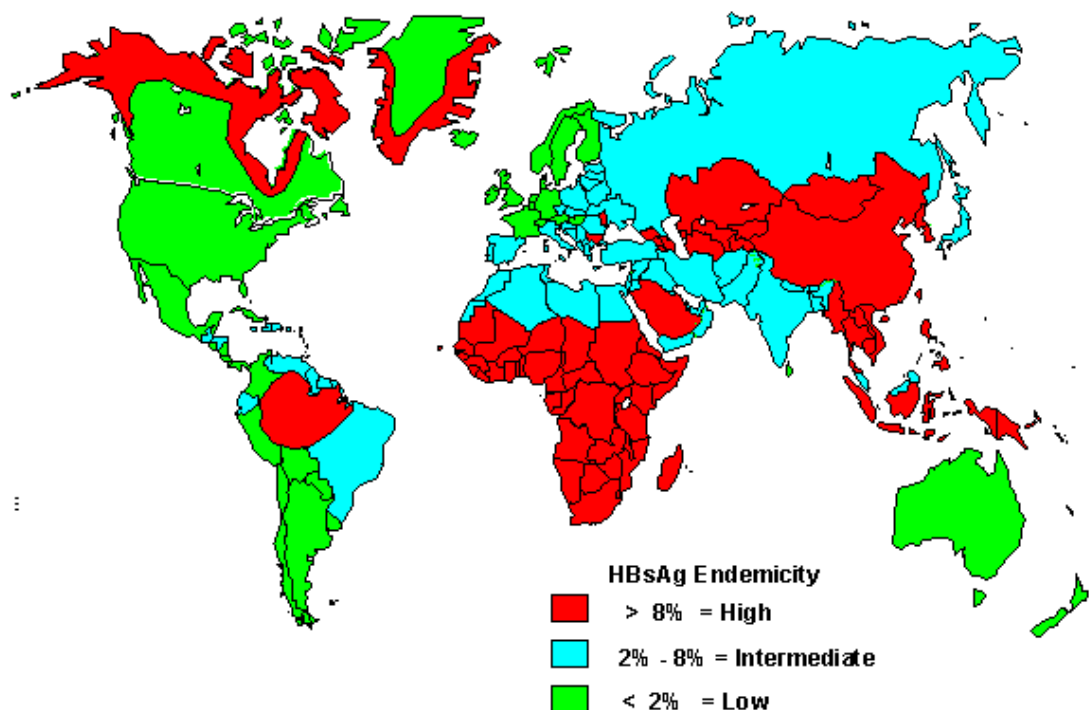 HBsAg Endemicity
> 8% = High
2% - 8% = Intermediate
< 2% = Low